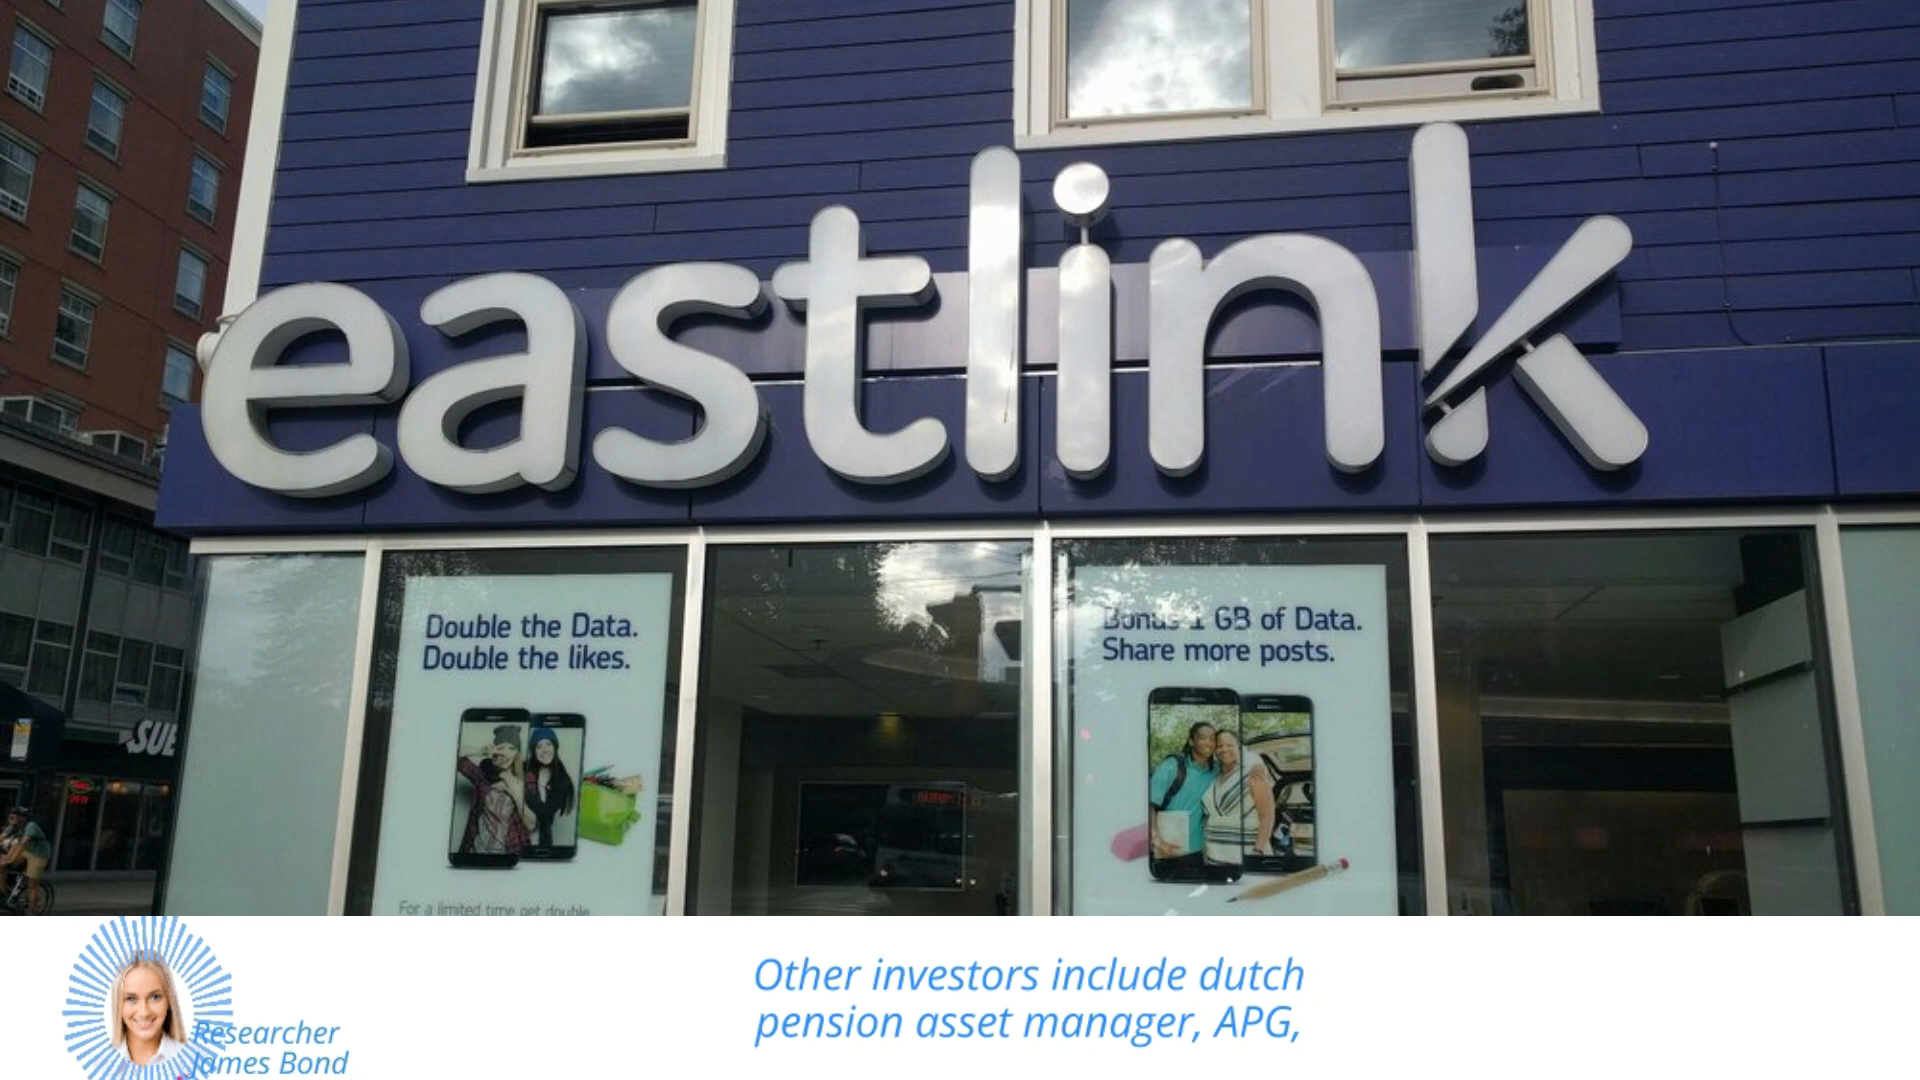 eastlink
Double the Data.
Double the likes.
Bonus 1 GB of Data.
Share more posts.
SUB
For a limited time get double
Researcher
James Bond
Other investors include dutch
pension asset manager, APG,